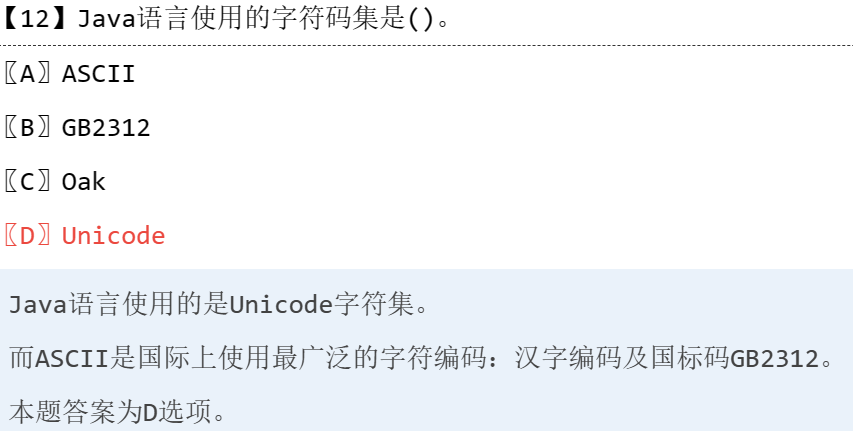 【12】Java语言使用的字符码集是()。
〖A〗ASCII
〖B〗GB2312
〖C〗Oak
〖D〗Unicode
Java语言使用的是Unicode字符集。
而ASCII是国际上使用最广泛的字符编码：汉字编码及国标码GB2312。
本题答案为D选项。